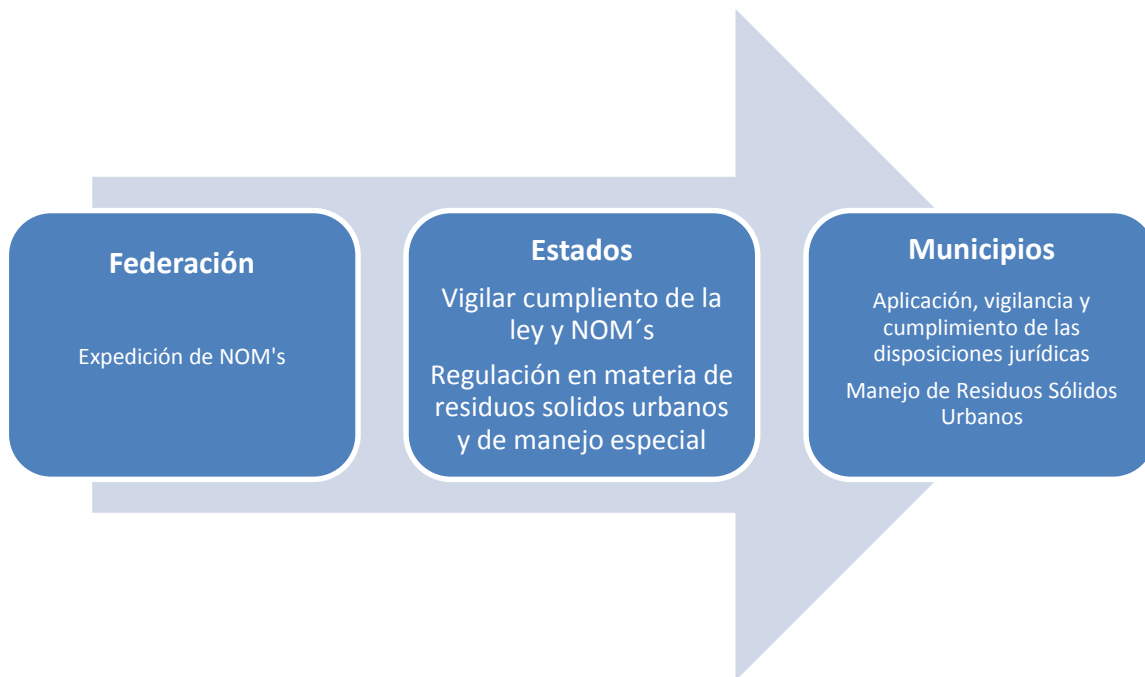 Federación
Expedición de NOM's
Estados
Vigilar cumpliento de la
ley y NOM´s
Regulación en materia de
residuos solidos urbanos
y de manejo especial
Municipios
Aplicación, vigilancia y
cumplimiento de las
disposiciones jurídicas
Manejo de Residuos Sólidos
Urbanos